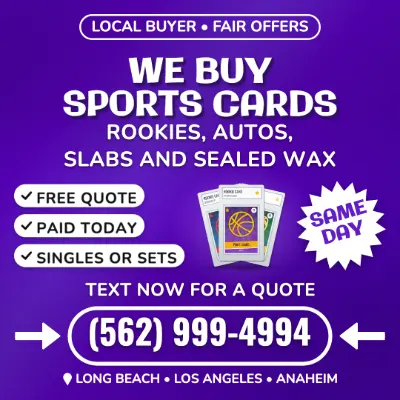 LOCAL BUYER • FAIR OFFERS
WE BUY
SPORTS CARDS
ROOKIES, AUTOS,
SLABS AND SEALED WAX
FREE QUOTE
PAID TODAY
SINGLES OR SETS
SAME
DAY
TEXT NOW FOR A QUOTE
(562) 999-4994
LONG BEACH • LOS ANGELES • ANAHEIM